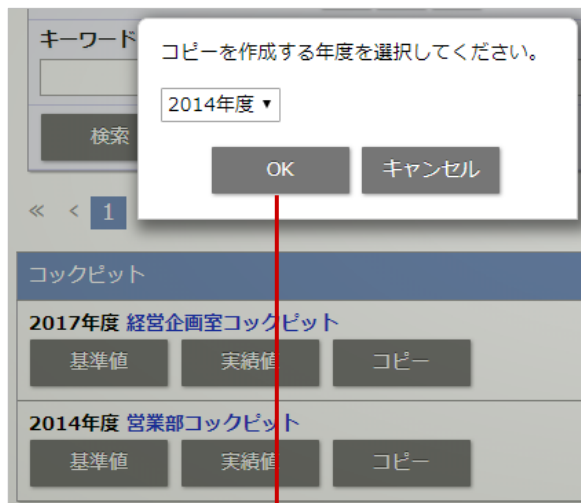 キーワード
コピーを作成する年度を選択してください。
2014年度 ▼
検索
OK キャンセル
≪ < 1
コックピット
2017年度 経営企画室コックピット
基準値 実績値 コピー
2014年度 営業部コックピット
基準値 実績値 コピー